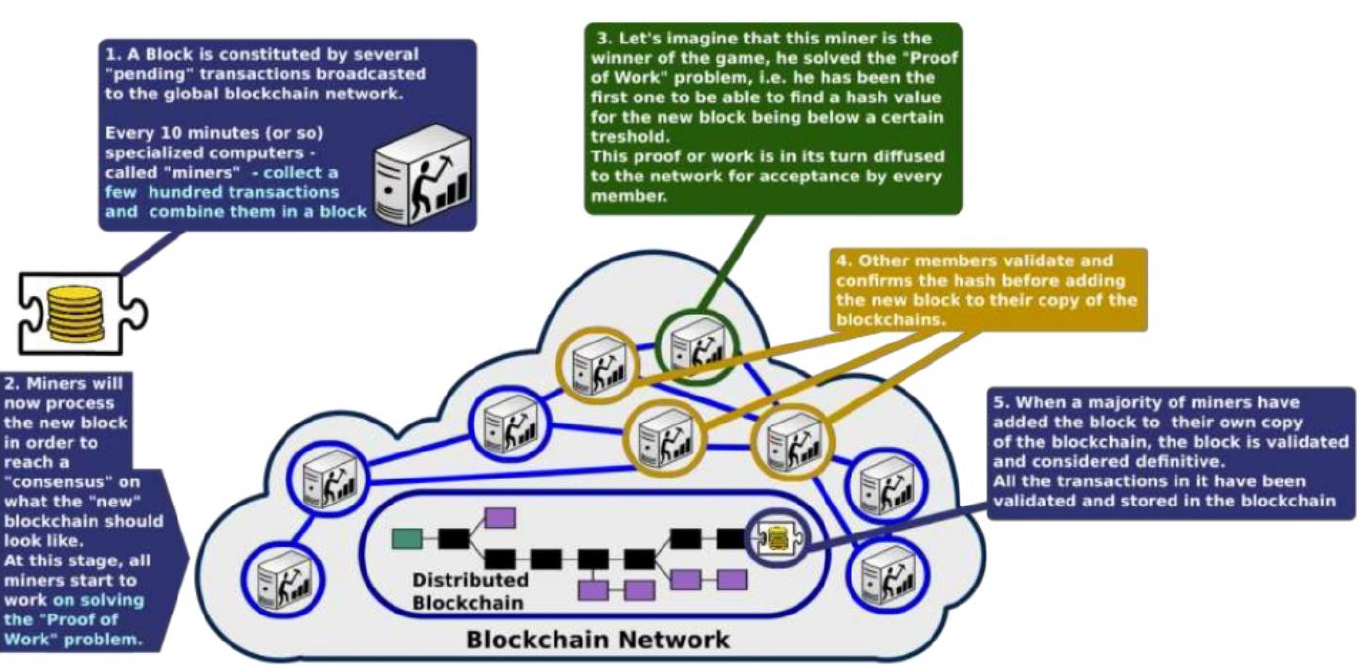 1. A Block is constituted by several
"pending" transactions broadcasted
to the global blockchain network.
Every 10 minutes (or so)
specialized computers -
called "miners"  - collect a
few  hundred transactions
and  combine them in a block
3. Let's imagine that this miner is the
winner of the game, he solved the "Proof
of Work" problem, i.e. he has been the
first one to be able to find a hash value
for the new block being below a certain
treshold.
This proof or work is in its turn diffused
to the network for acceptance by every
member.
4. Other members validate and
confirms the hash before adding
the new block to their copy of the
blockchains.
2. Miners will
now process
the new block
in order to
reach a
"consensus" on
what the "new"
blockchain should
look like.
At this stage, all
miners start to
work on solving
the "Proof of
Work" problem.
5. When a majority of miners have
added the block to  their own copy
of the blockchain, the block is validated
and considered definitive.
All the transactions in it have been
validated and stored in the blockchain
Distributed
Blockchain
Blockchain Network